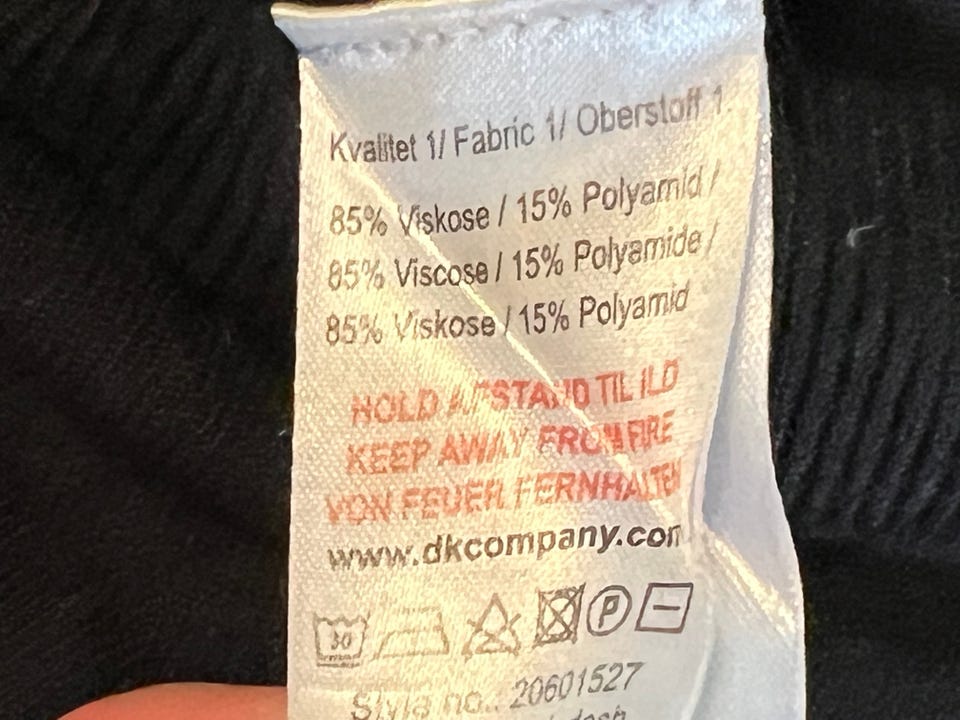 Kvalitet 1/ Fabric 1/ Oberstoff 1
85% Viskose / 15% Polyamid /
85% Viscose / 15% Polyamide /
85% Viskose / 15% Polyamid
HOLD AFSTAND TIL ILD
KEEP AWAY FROM FIRE
VON FEUER FERNHALTEN
www.dkcompany.com
30 P
Style no.: 20601527